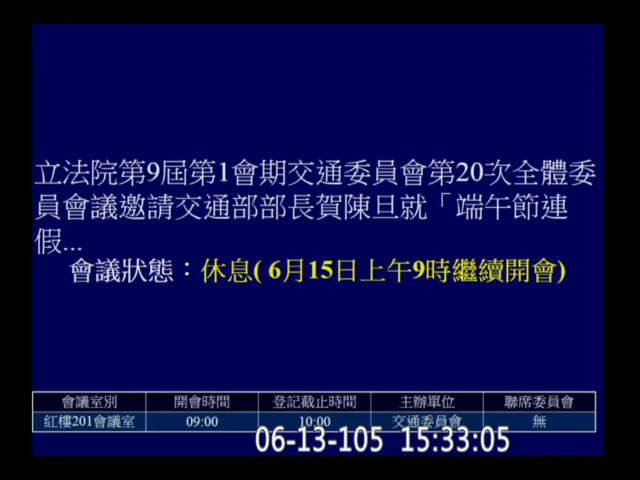 立法院第9屆第1會期交通委員會第20次全體委
員會議邀請交通部部長賀陳旦就「端午節連
假...
會議狀態：休息( 6月15日上午9時繼續開會)
會議室別 開會時間 登記截止時間 主辦單位 聯席委員會
紅樓201會議室 09:00 10:00 交通委員會 無
06-13-105 15:33:05